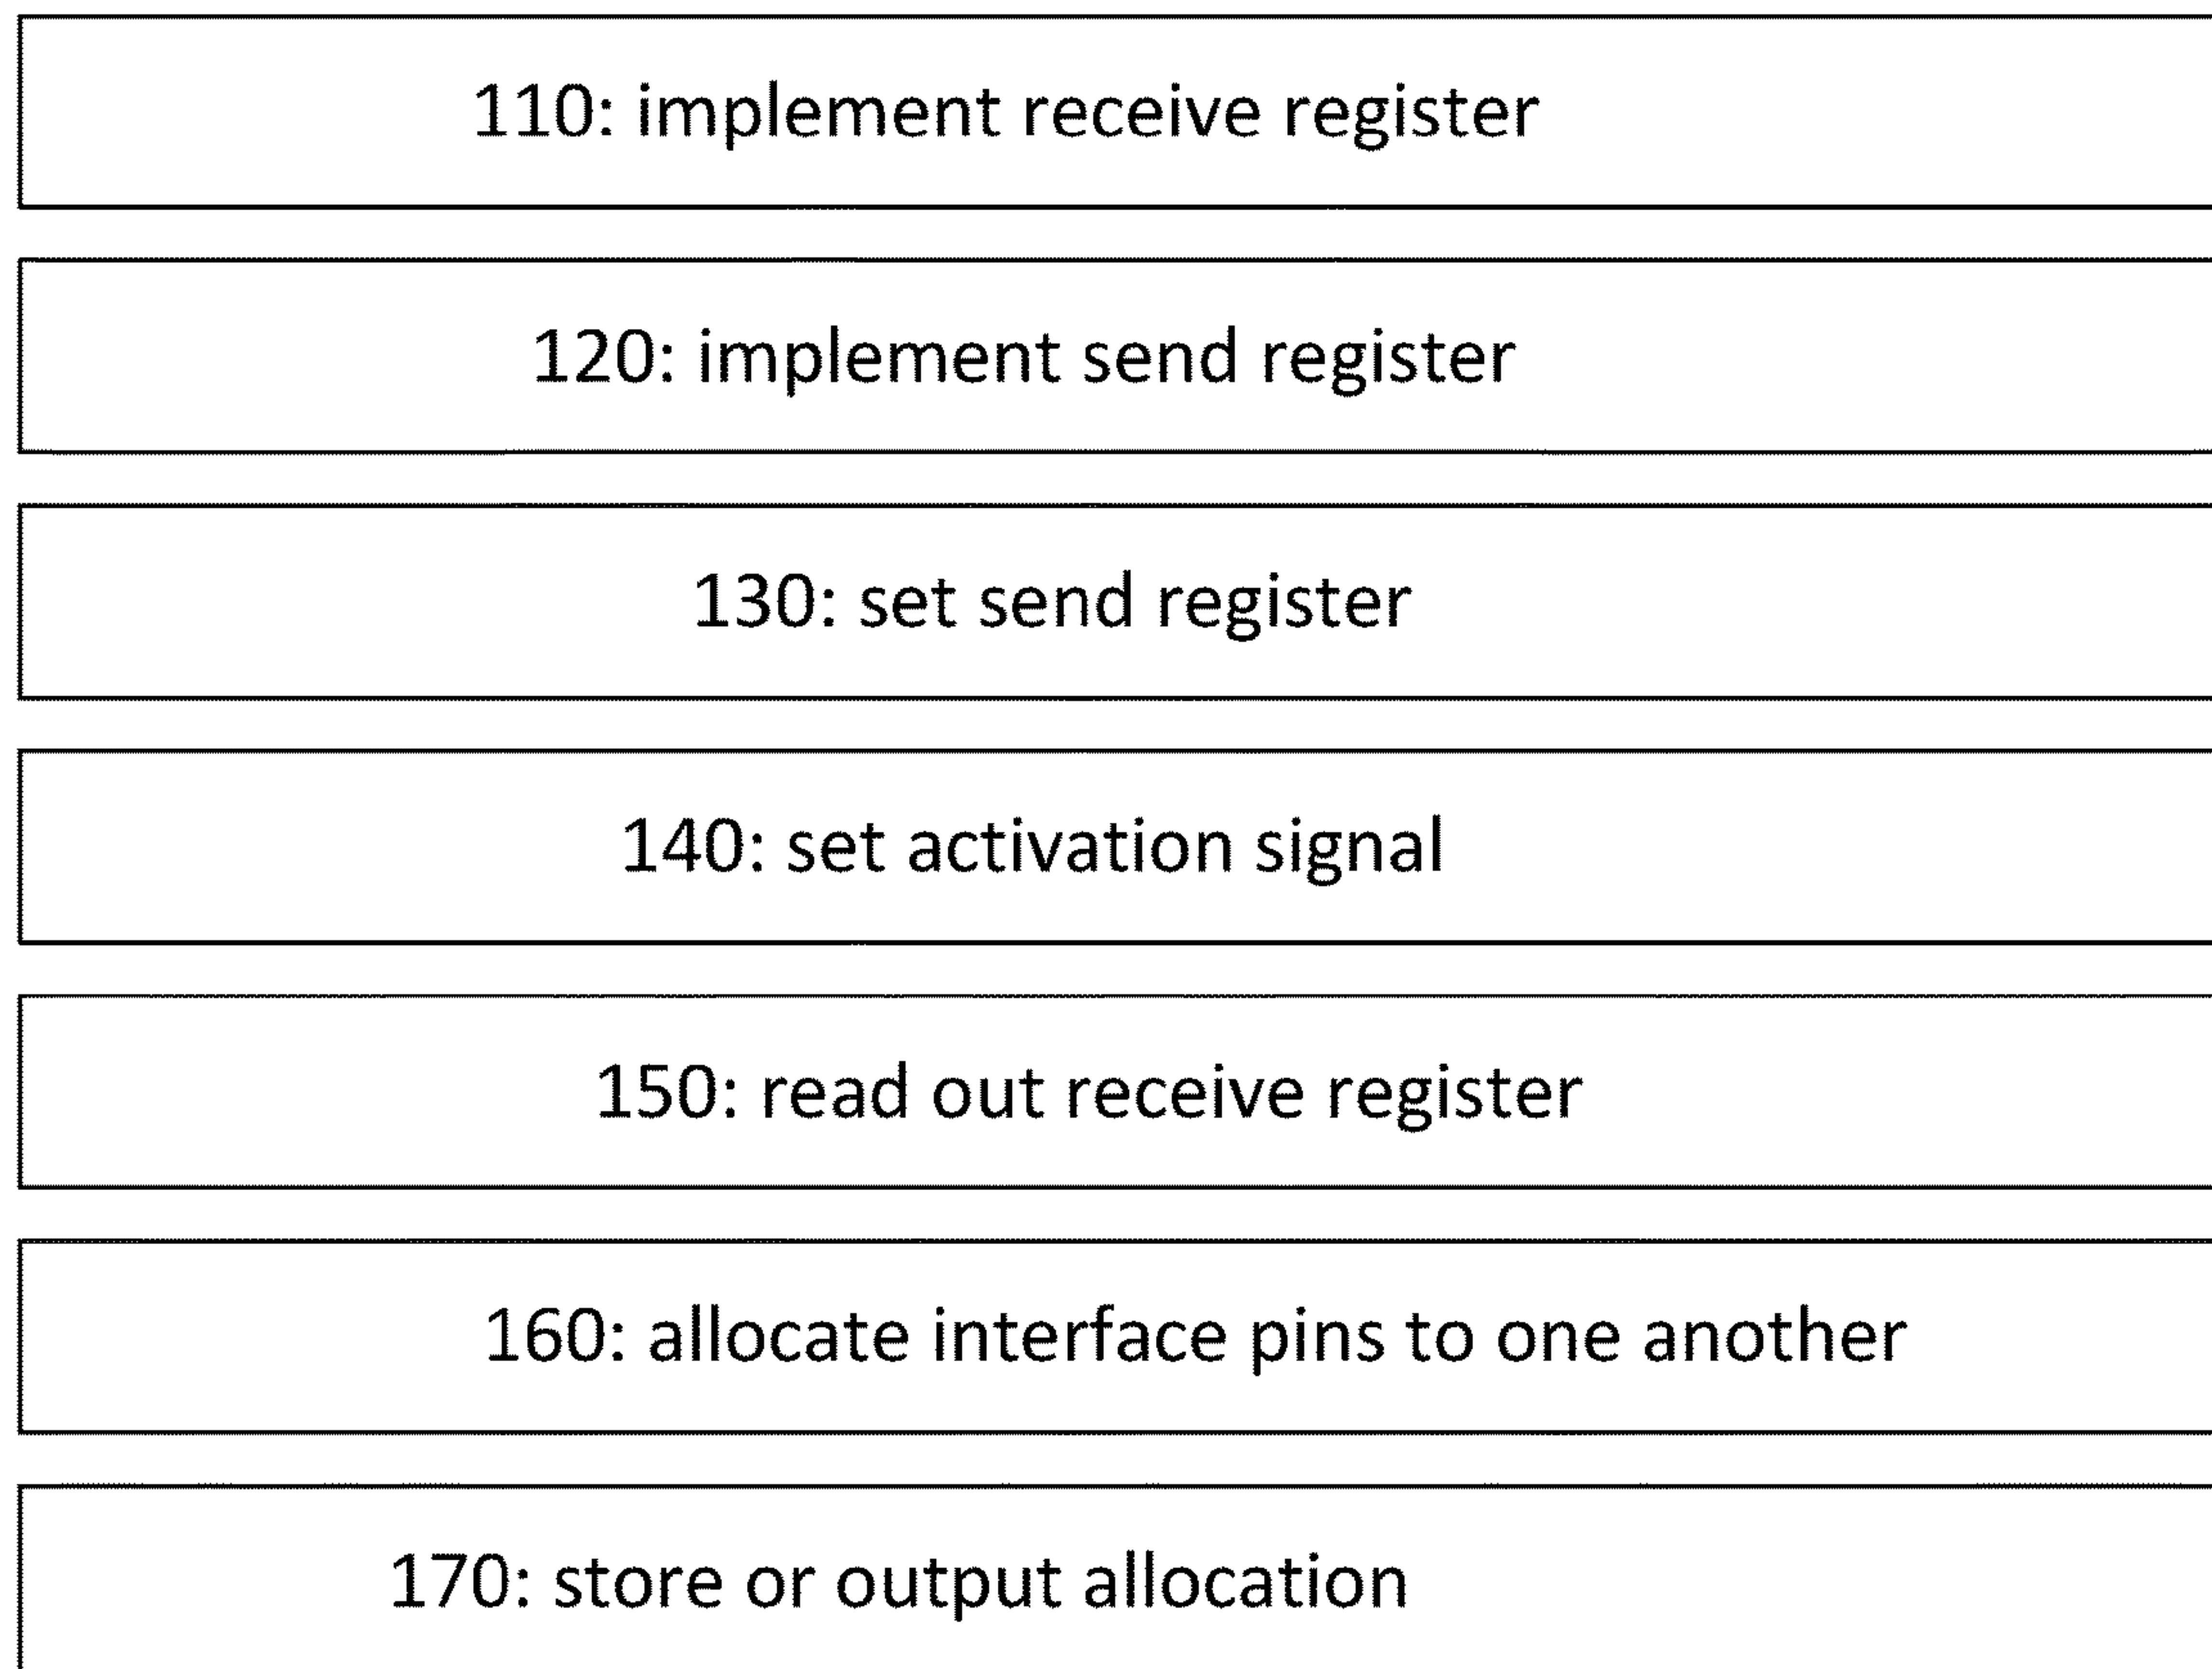 110: implement receive register
120: implement send register
130: set send register
140: set activation signal
150: read out receive register
160: allocate interface pins to one another
170: store or output allocation